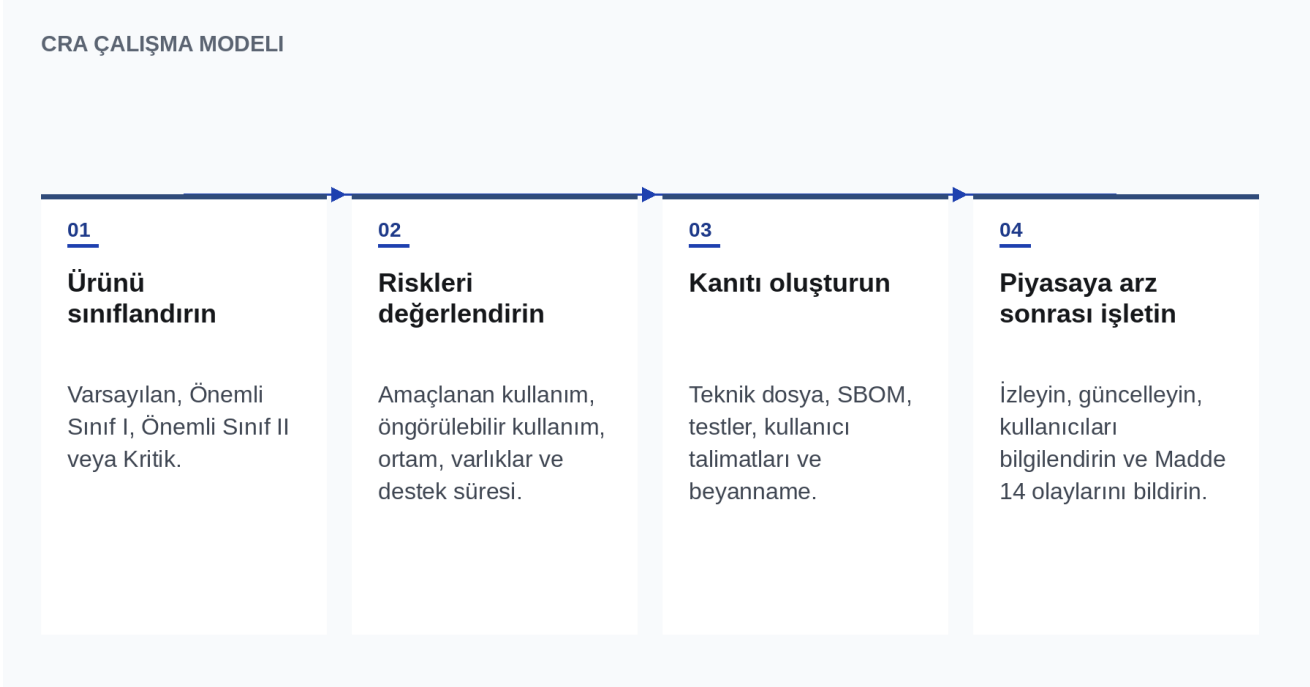 CRA ÇALIŞMA MODELI
01
Ürünü
sınıflandırın
Varsayılan, Önemli
Sınıf I, Önemli Sınıf II
veya Kritik.
02
Riskleri
değerlendirin
Amaçlanan kullanım,
öngörülebilir kullanım,
ortam, varlıklar ve
destek süresi.
03
Kanıtı oluşturun
Teknik dosya, SBOM,
testler, kullanıcı
talimatları ve
beyanname.
04
Piyasaya arz
sonrası işletin
İzleyin, güncelleyin,
kullanıcıları
bilgilendirin ve Madde
14 olaylarını bildirin.